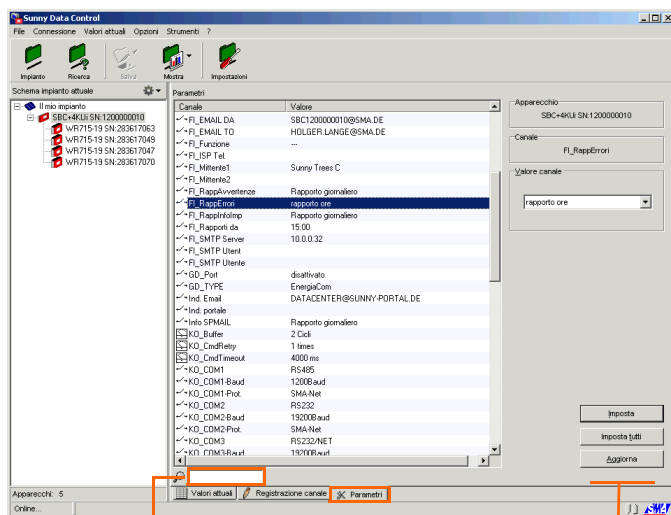 Sunny Data Control
File Connessione Valori attuali Opzioni Strumenti ?
Impianto Ricerca Salva Mostra Impostazioni
Schema impianto attuale
Il mio impianto
SBC+4KUi SN:1200000010
WR715-19 SN:283617063
WR715-19 SN:283617049
WR715-19 SN:283617047
WR715-19 SN:283617070
Parametri
Canale Valore
FI_EMAIL DA SBC1200000010@SMA.DE
FI_EMAIL TO HOLGER.LANGE@SMA.DE
FI_Funzione ---
FI_ISP Tel.
FI_Mittente1 Sunny Trees C
FI_Mittente2
FI_RappAvvertenze Rapporto giornaliero
FI_RappErrori rapporto ore
FI_RappInfoImp Rapporto giornaliero
FI_Rapporti da 15:00
FI_SMTP Server 10.0.0.32
FI_SMTP Utent
FI_SMTP Utente
GD_Port disattivato
GD_TYPE EnergiaCom
Ind. Email DATACENTER@SUNNY-PORTAL.DE
Ind. portale
Info SPMAIL Rapporto giornaliero
KO_Buffer 2 Cicli
KO_CmdRetry 1 times
KO_CmdTimeout 4000 ms
KO_COM1 RS485
KO_COM1-Baud 1200Baud
KO_COM1-Prot. SMA-Net
KO_COM2 RS232
KO_COM2-Baud 19200Baud
KO_COM2-Prot. SMA-Net
KO_COM3 RS232/NET
KO_COM3-Baud 19200Baud
Valori attuali Registrazione canale Parametri
Apparecchio
SBC+4KUi SN:1200000010
Canale
FI_RappErrori
Valore canale
rapporto ore
Imposta
Imposta tutti
Aggiorna
Apparecchi: 5
Online...
SMA